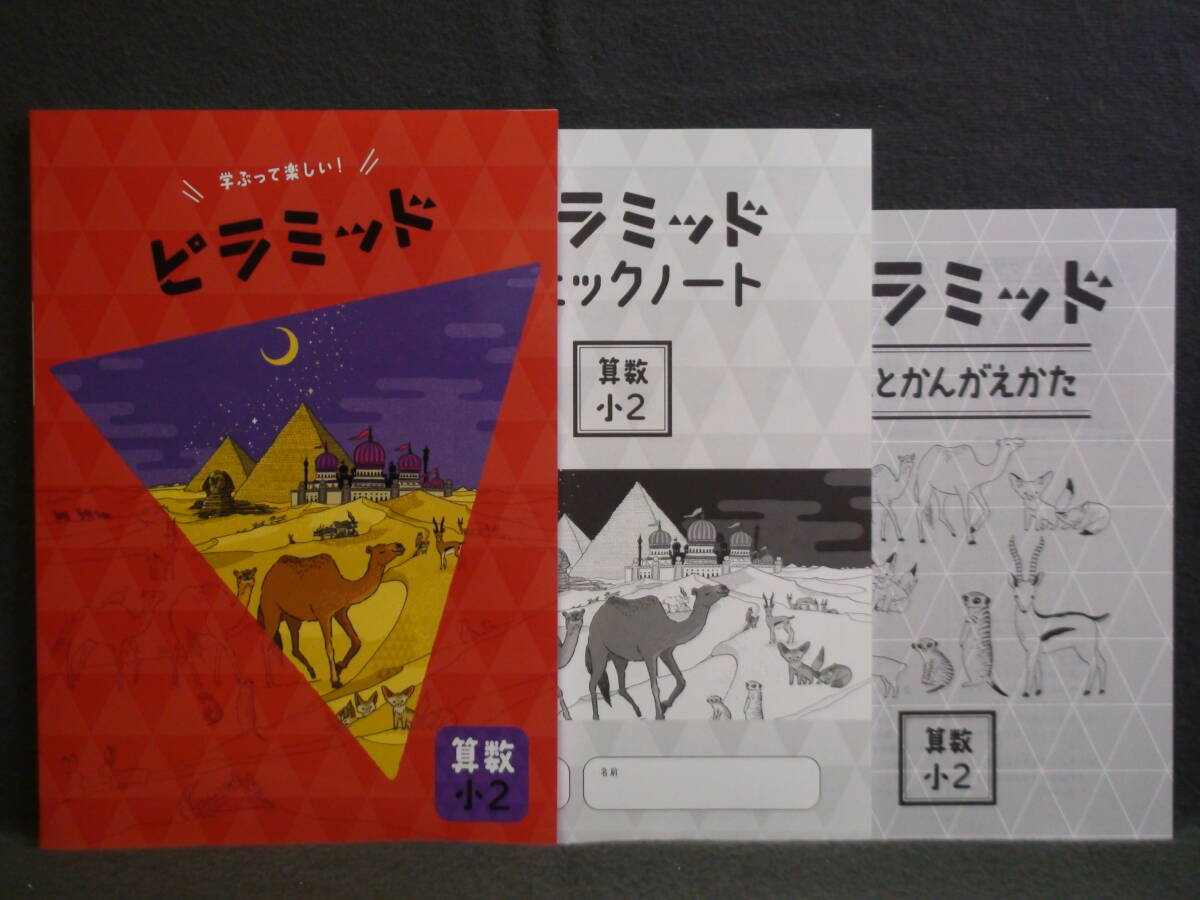 学ぶって楽しい!
ピラミッド
算数
小2
ラミッド
ェックノート
算数
小2
名前
ラミッド
とかんがえかた
算数
小2